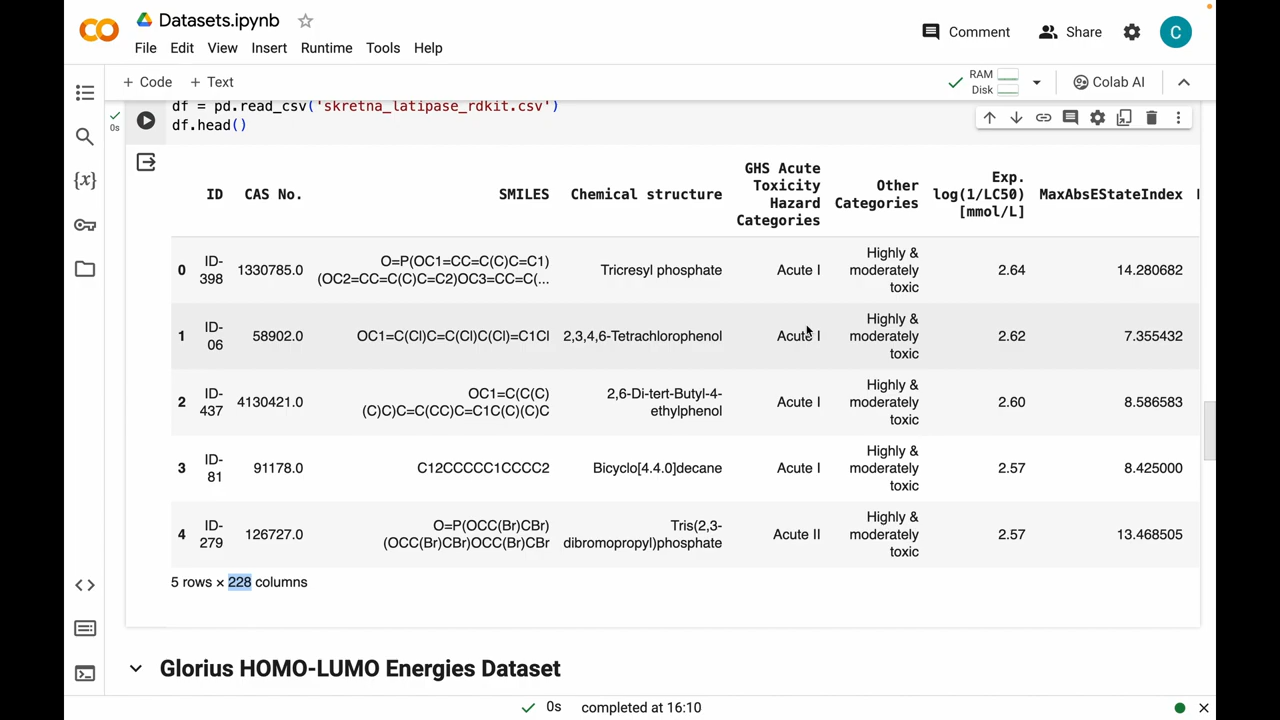 Datasets.ipynb
File Edit View Insert Runtime Tools Help
Comment Share C
+ Code + Text
RAM
Disk
Colab AI
df = pd.read_csv('skretna_latipase_rdkit.csv')
df.head()
0s
ID CAS No. SMILES Chemical structure GHS Acute Toxicity Hazard Categories Other Categories Exp. log(1/LC50) [mmol/L] MaxAbsEStateIndex
0 ID-398 1330785.0 O=P(OC1=CC=C(C)C=C1)(OC2=CC=C(C)C=C2)OC3=CC=C(... Tricresyl phosphate Acute I Highly & moderately toxic 2.64 14.280682
1 ID-06 58902.0 OC1=C(Cl)C=C(Cl)C(Cl)=C1Cl 2,3,4,6-Tetrachlorophenol Acute I Highly & moderately toxic 2.62 7.355432
2 ID-437 4130421.0 OC1=C(C(C)(C)C)C=C(CC)C=C1C(C)(C)C 2,6-Di-tert-Butyl-4-ethylphenol Acute I Highly & moderately toxic 2.60 8.586583
3 ID-81 91178.0 C12CCCCC1CCCC2 Bicyclo[4.4.0]decane Acute I Highly & moderately toxic 2.57 8.425000
4 ID-279 126727.0 O=P(OCC(Br)CBr)(OCC(Br)CBr)OCC(Br)CBr Tris(2,3-dibromopropyl)phosphate Acute II Highly & moderately toxic 2.57 13.468505
5 rows × 228 columns
Glorius HOMO-LUMO Energies Dataset
0s completed at 16:10